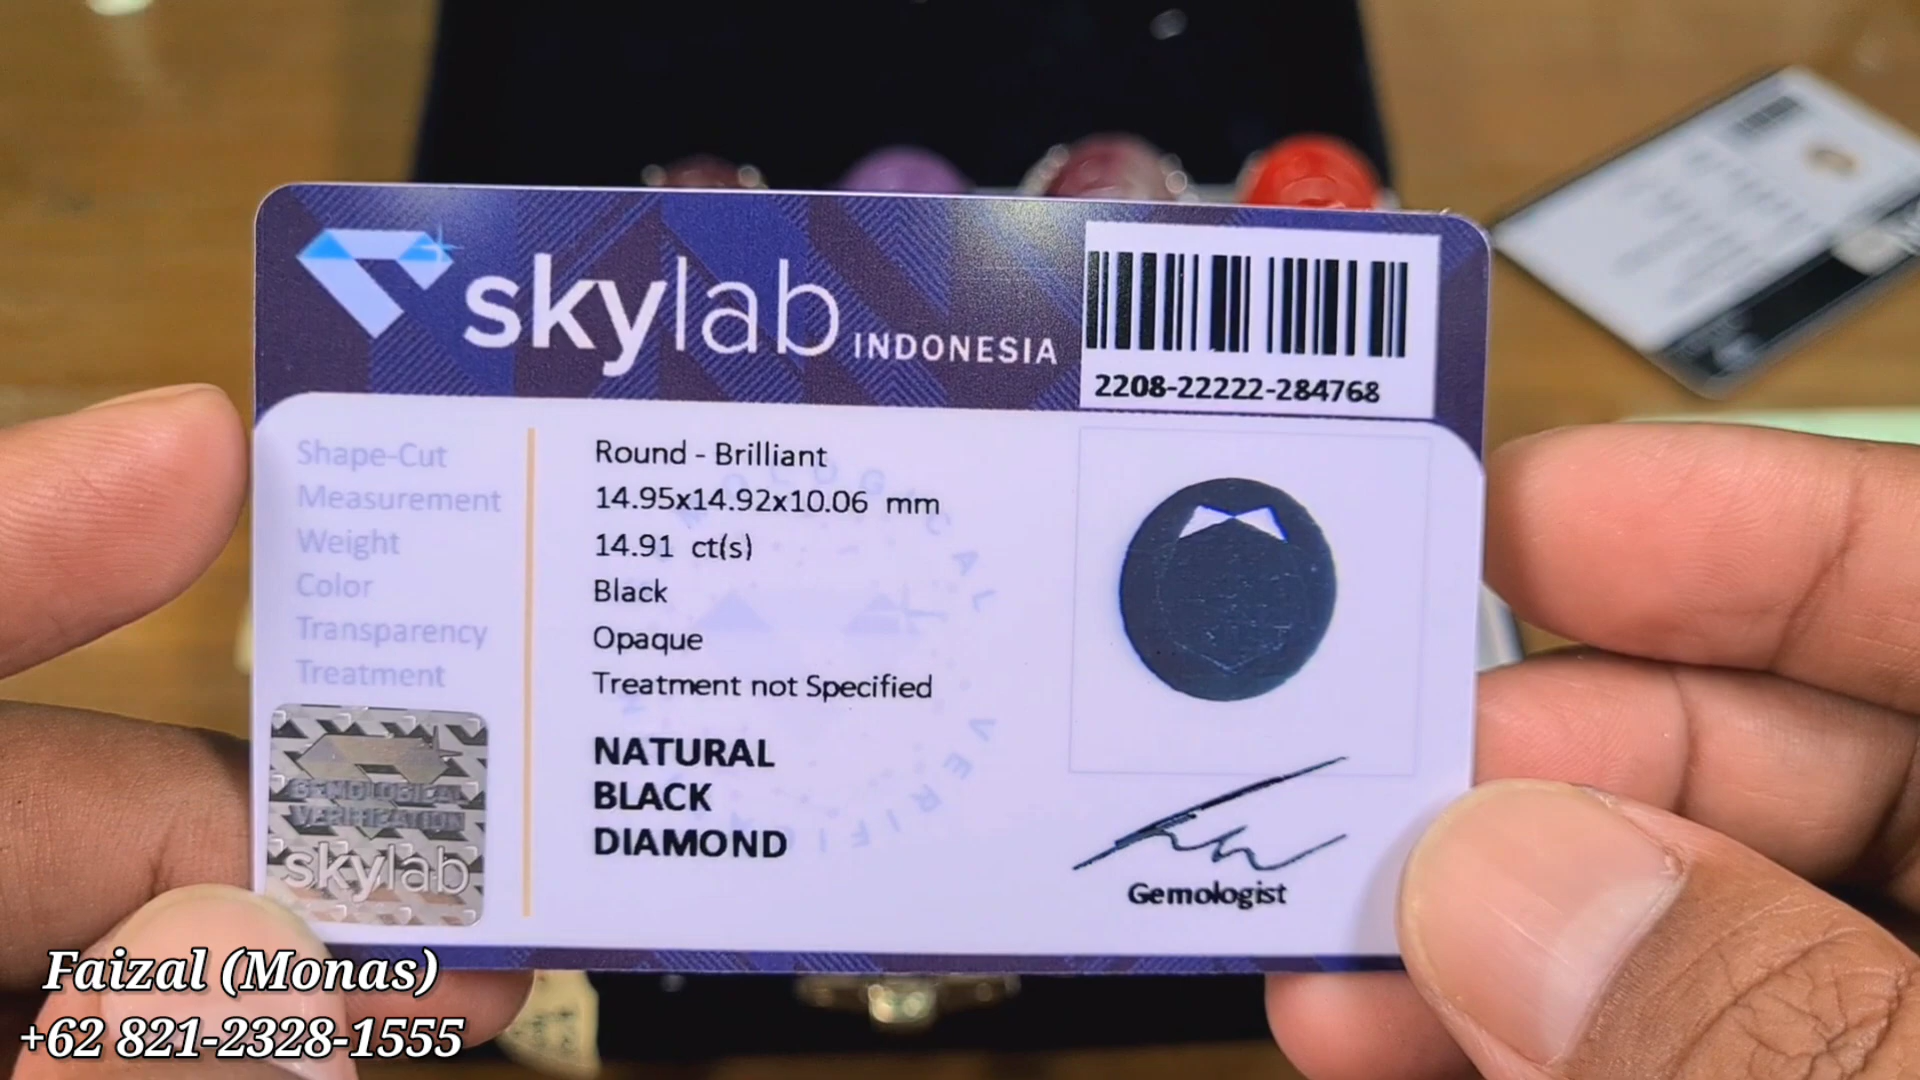 skylab INDONESIA
2208-22222-284768
Shape-Cut Round - Brilliant
Measurement 14.95x14.92x10.06 mm
Weight 14.91 ct(s)
Color Black
Transparency Opaque
Treatment Treatment not Specified
NATURAL
BLACK
DIAMOND
GEMOLOGICAL
VERIFICATION
skylab
Gemologist
Faizal (Monas)
+62 821-2328-1555